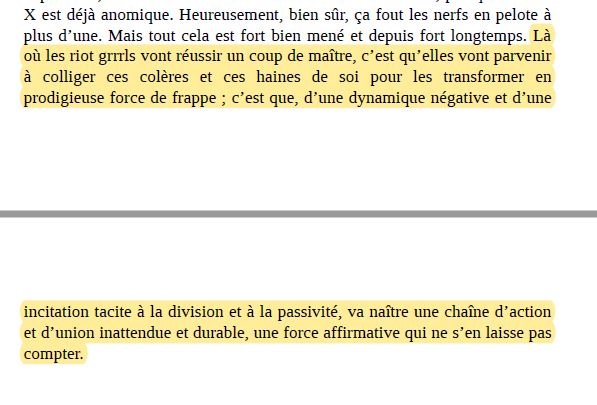 X est déjà anomique. Heureusement, bien sûr, ça fout les nerfs en pelote à
plus d’une. Mais tout cela est fort bien mené et depuis fort longtemps. Là
où les riot grrrls vont réussir un coup de maître, c’est qu’elles vont parvenir
à colliger ces colères et ces haines de soi pour les transformer en
prodigieuse force de frappe ; c’est que, d’une dynamique négative et d’une
incitation tacite à la division et à la passivité, va naître une chaîne d’action
et d’union inattendue et durable, une force affirmative qui ne s’en laisse pas
compter.